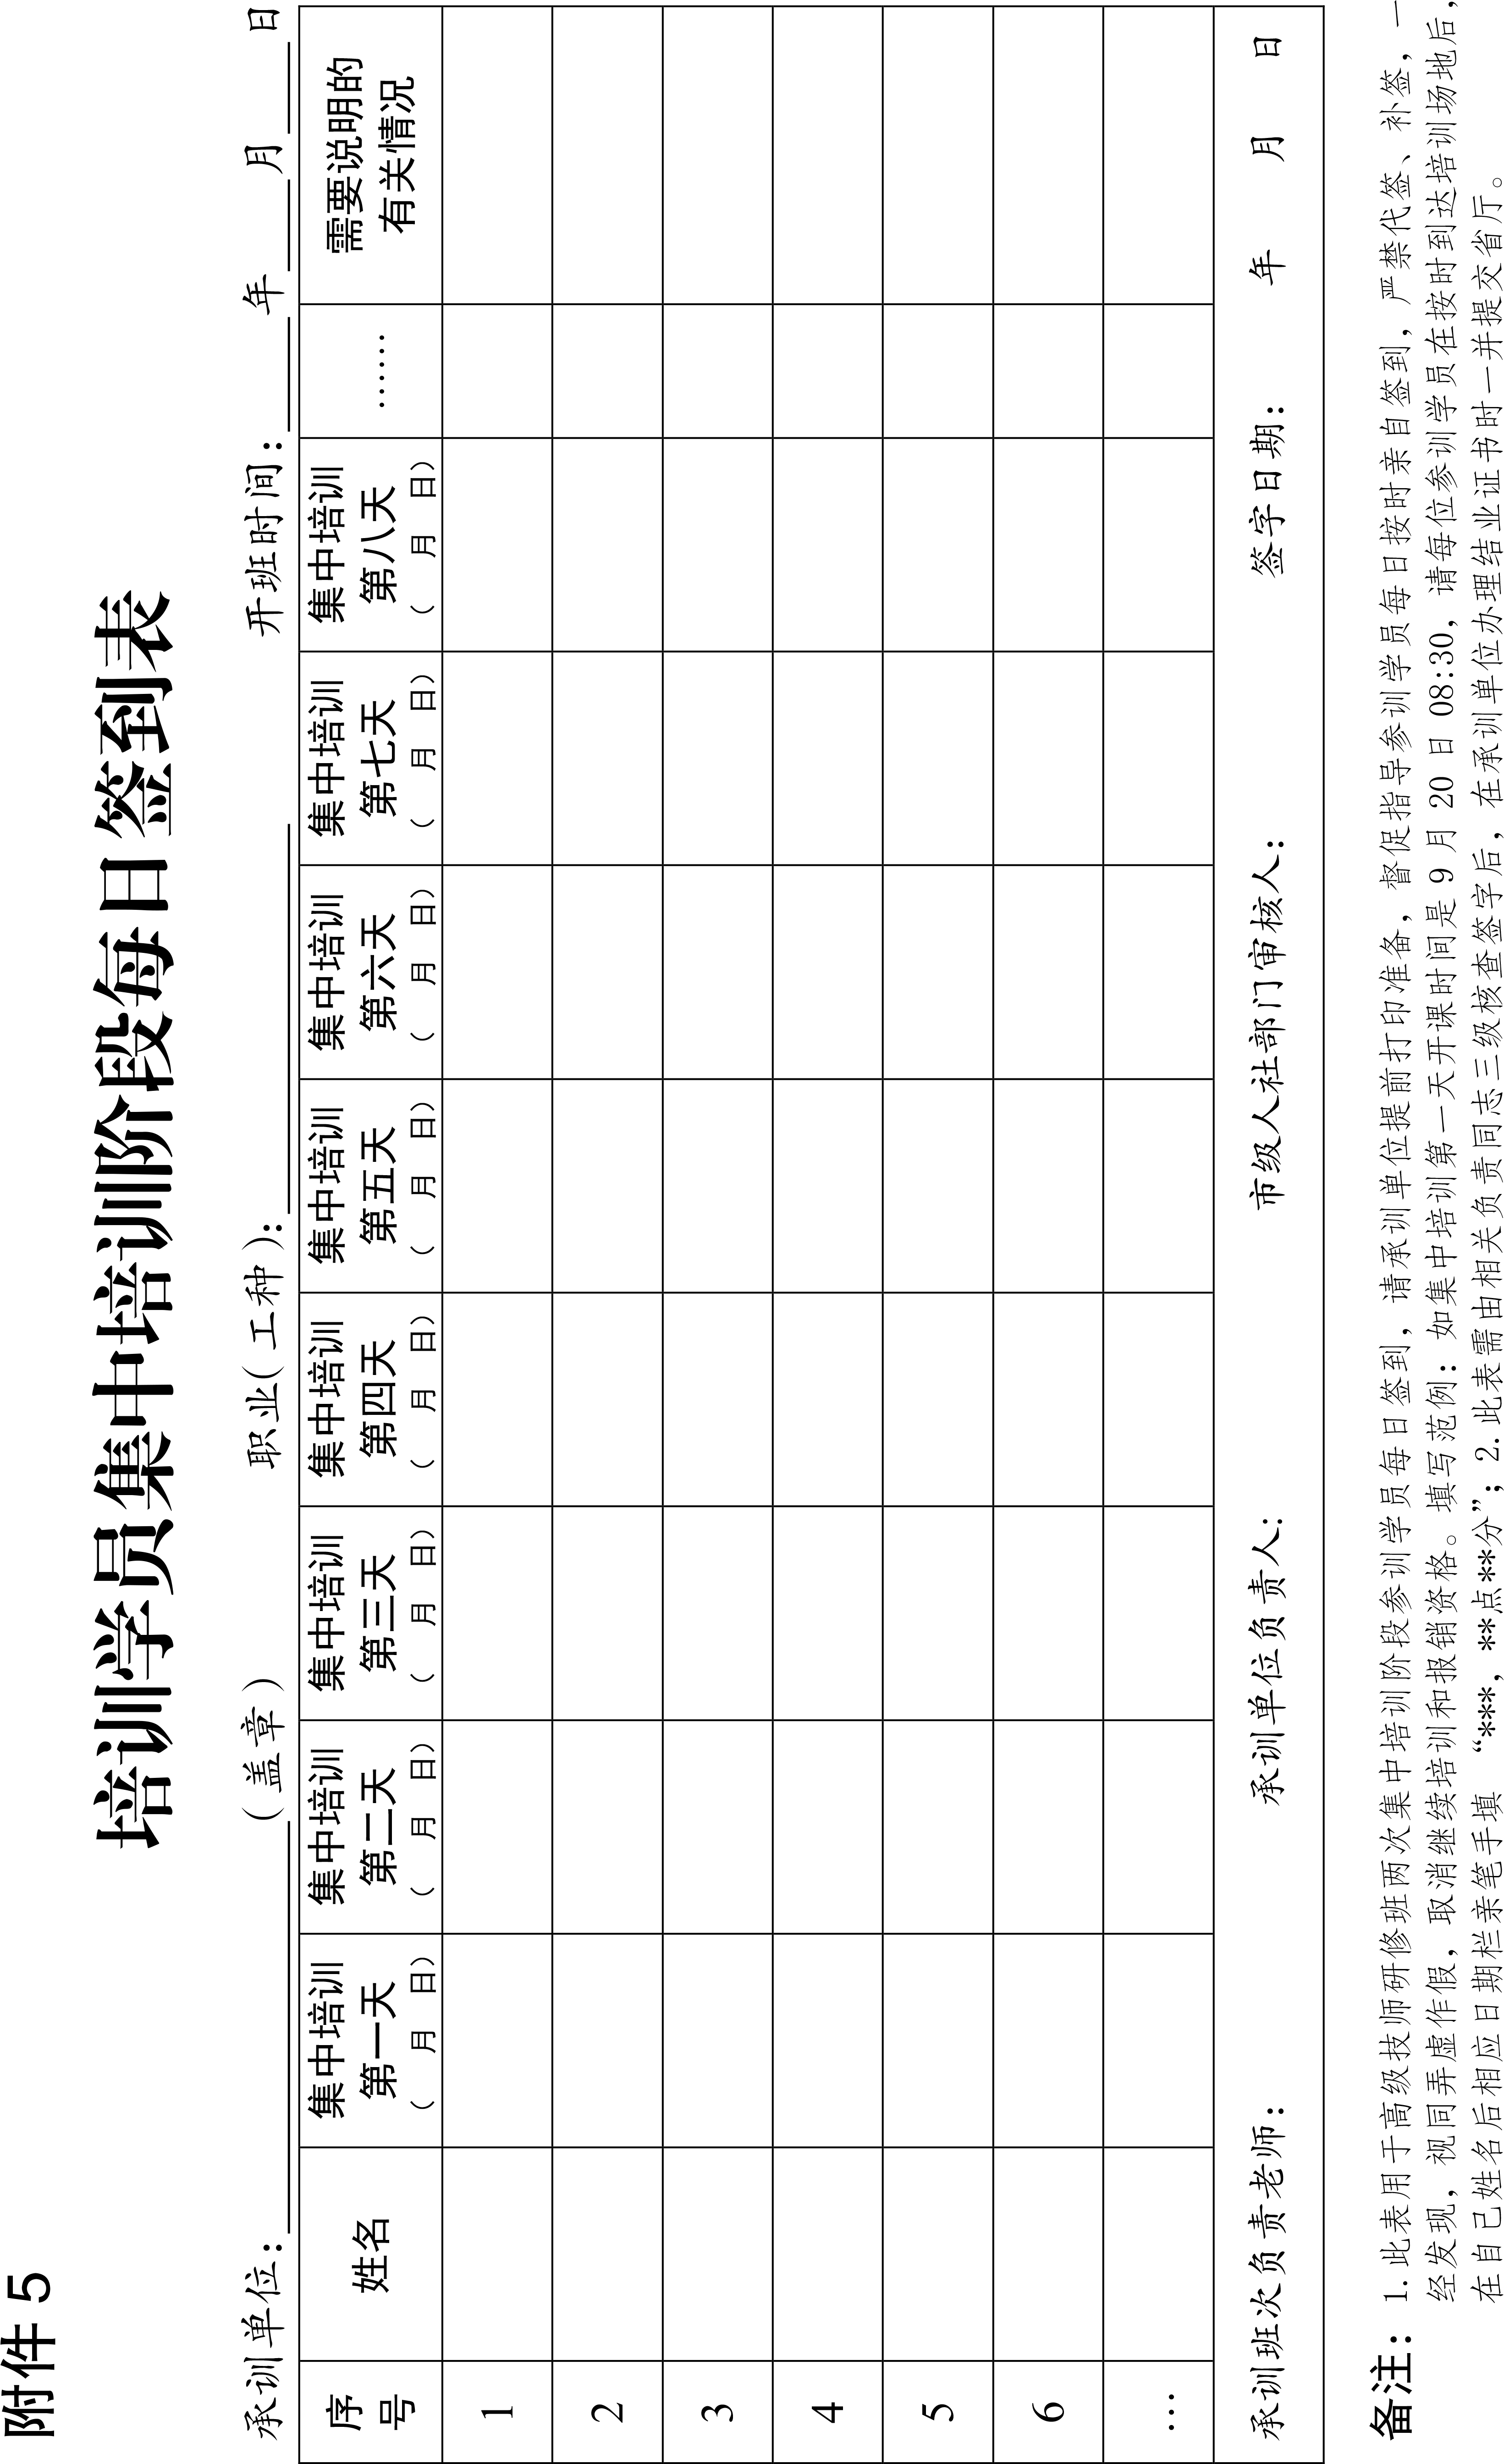 附件 5
培训学员集中培训阶段每日签到表
承训单位：________（盖章） 职业（工种）：________ 开班时间：____年____月____日
序号 姓名 集中培训第一天（ 月 日） 集中培训第二天（ 月 日） 集中培训第三天（ 月 日） 集中培训第四天（ 月 日） 集中培训第五天（ 月 日） 集中培训第六天（ 月 日） 集中培训第七天（ 月 日） 集中培训第八天（ 月 日） …… 需要说明的有关情况
1
2
3
4
5
6
…
承训班次负责老师： 承训单位负责人： 市级人社部门审核人： 签字日期： 年 月 日
备注：1.此表用于高级技师研修班两次集中培训阶段参训学员每日签到，请承训单位提前打印准备，督促指导参训学员每日按时亲自签到，严禁代签、补签，一
经发现，视同弄虚作假，取消继续培训和报销资格。填写范例：如集中培训第一天开课时间是 9 月 20 日 08:30，请每位参训学员在按时到达培训场地后，
在自己姓名后相应日期栏亲笔手填 “***，**点**分”；2.此表需由相关负责同志三级核查签字后，在承训单位办理结业证书时一并提交省厅。